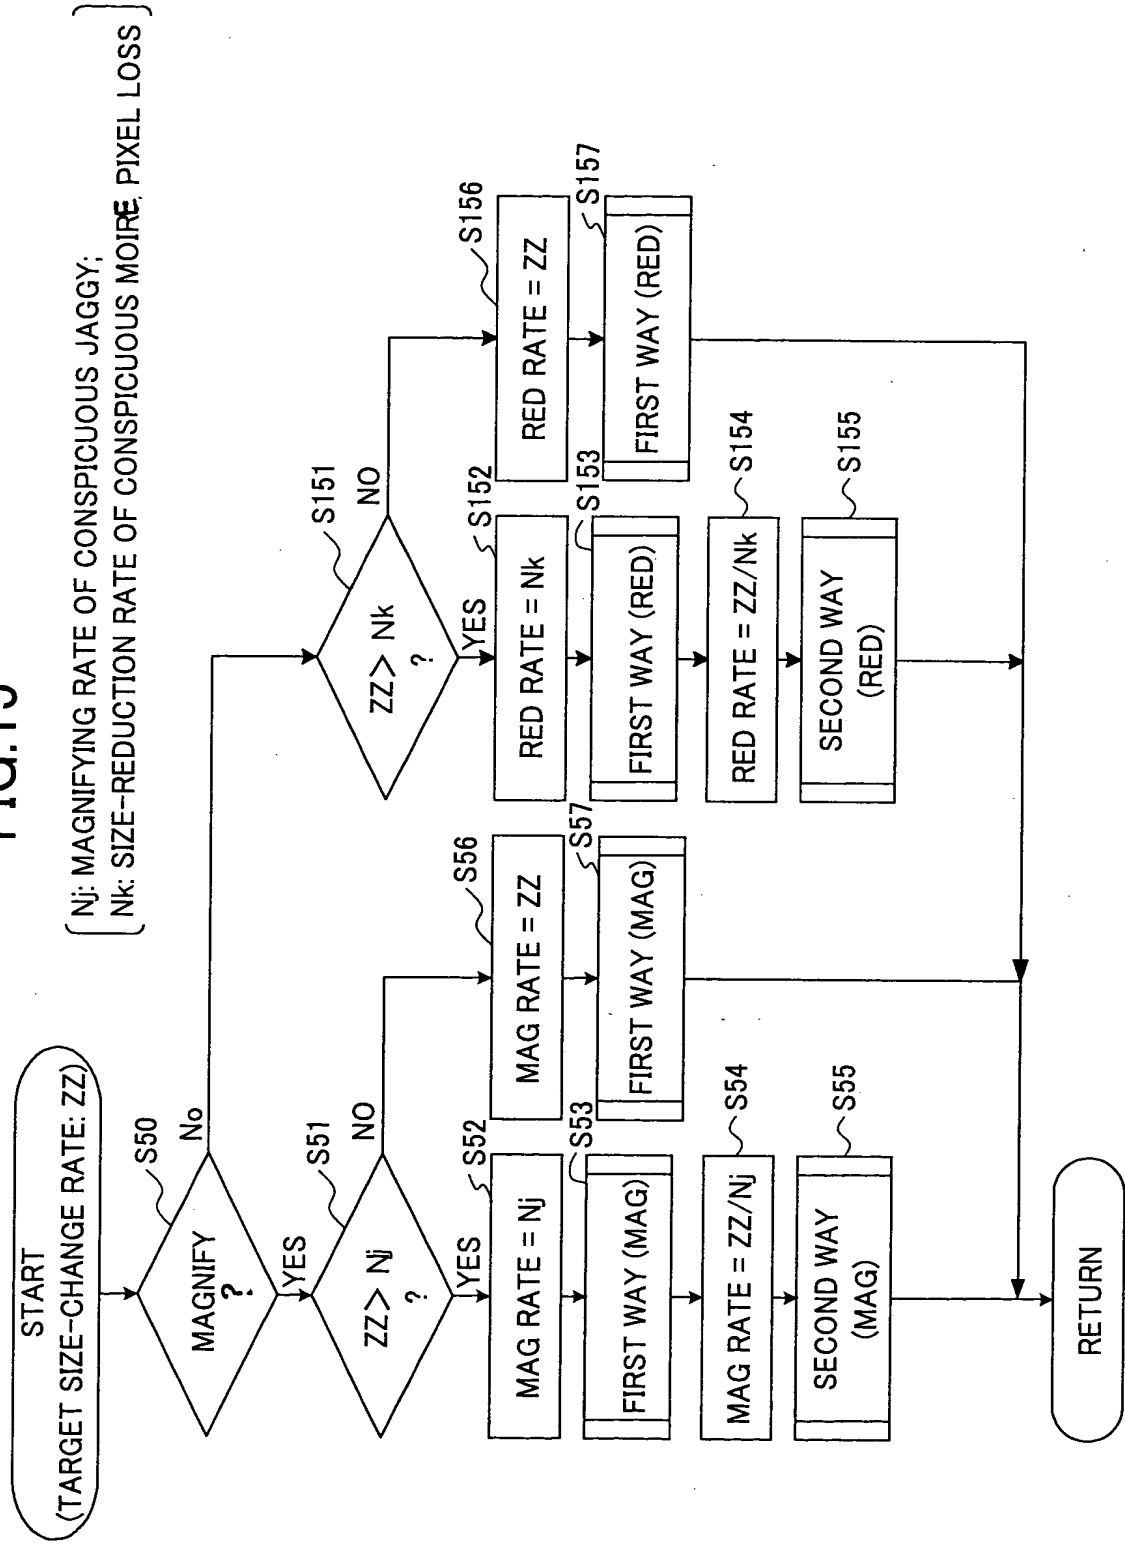 Nj: MAGNIFYING RATE OF CONSPICUOUS JAGGY;
Nk: SIZE-REDUCTION RATE OF CONSPICUOUS MOIRE, PIXEL LOSS
START
(TARGET SIZE-CHANGE RATE: ZZ)
S50
MAGNIFY
?
No
YES
S51
ZZ> Nj
?
NO
YES
S52
MAG RATE = Nj
S53
FIRST WAY (MAG)
S54
MAG RATE = ZZ/Nj
S55
SECOND WAY
(MAG)
S56
MAG RATE = ZZ
S57
FIRST WAY (MAG)
S151
ZZ> Nk
?
NO
YES
S152
RED RATE = Nk
S153
FIRST WAY (RED)
S154
RED RATE = ZZ/Nk
S155
SECOND WAY
(RED)
S156
RED RATE = ZZ
S157
FIRST WAY (RED)
RETURN